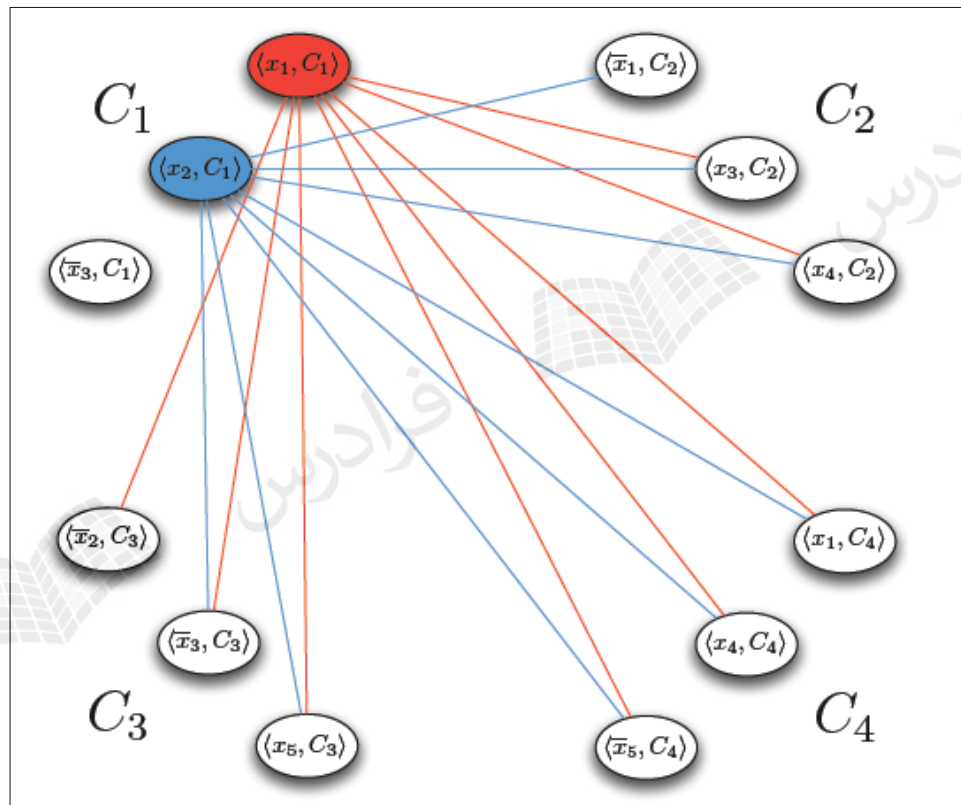 ⟨x₁, C₁⟩
⟨x̅₁, C₂⟩
C₁
C₂
⟨x₂, C₁⟩
⟨x₃, C₂⟩
⟨x̅₃, C₁⟩
⟨x₄, C₂⟩
فرادرس
⟨x̅₂, C₃⟩
⟨x₁, C₄⟩
⟨x̅₃, C₃⟩
⟨x₄, C₄⟩
C₃
C₄
⟨x₅, C₃⟩
⟨x̅₅, C₄⟩